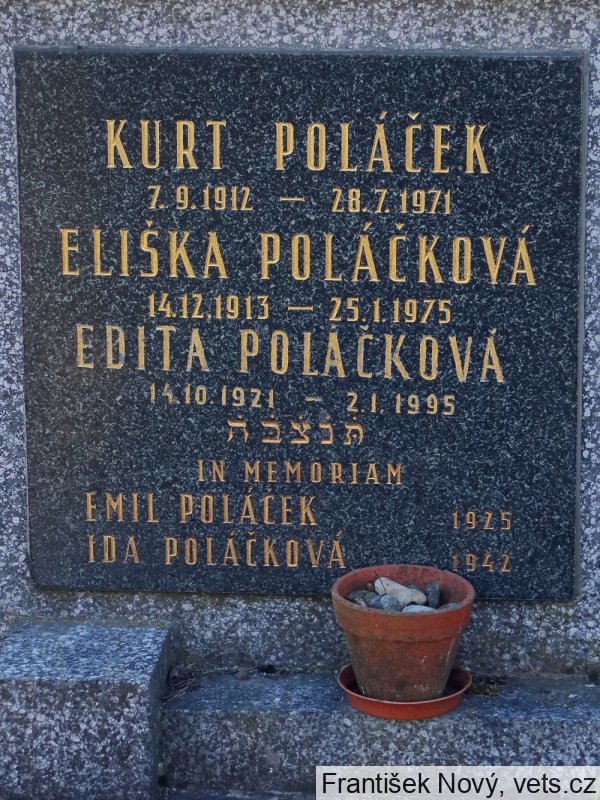 KURT POLÁČEK
7. 9. 1912 — 28. 7. 1971
ELIŠKA POLÁČKOVÁ
14.12.1913 — 25.1.1975
EDITA POLÁČKOVÁ
14.10.1921 — 2.1.1995
תנצבה
IN MEMORIAM
EMIL POLÁČEK 1925
IDA POLÁČKOVÁ 1942
František Nový, vets.cz